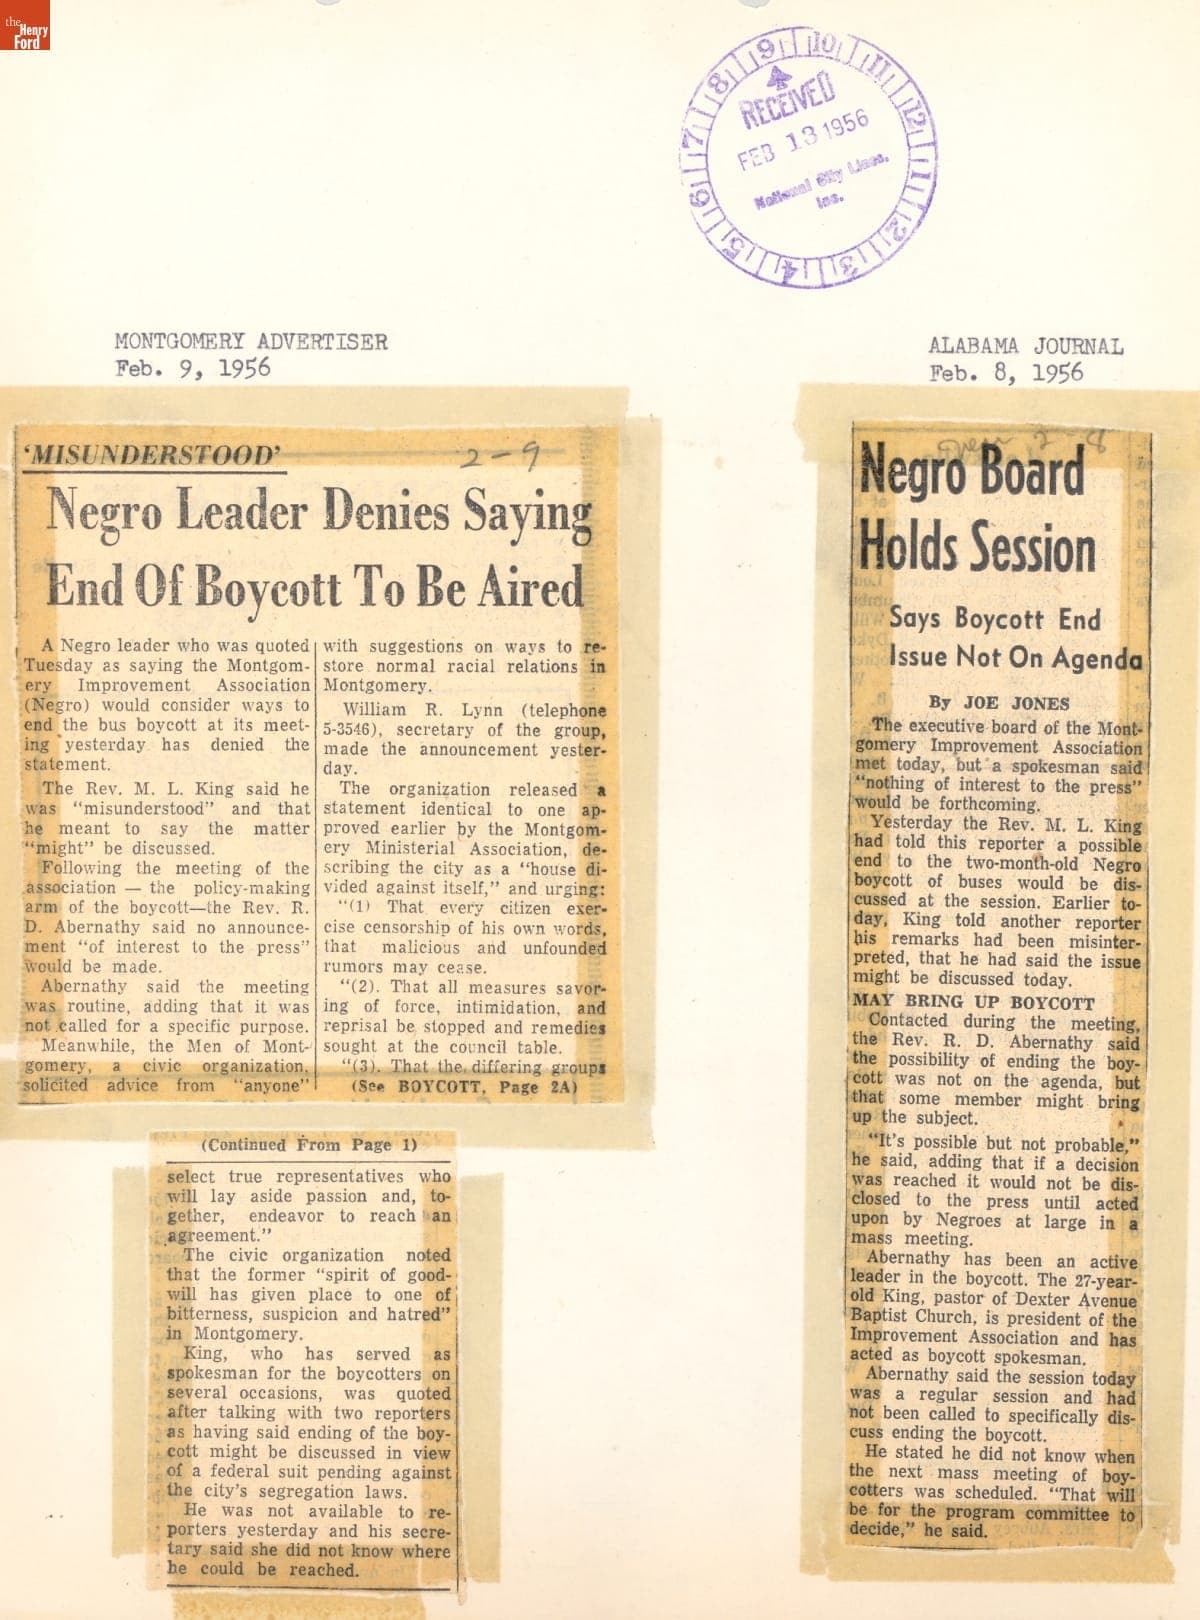 the
Henry
Ford
9 10 11 12 1 2 3 4 5 6 7 8
RECEIVED
FEB 13 1956
National City Lines.
Inc.
MONTGOMERY ADVERTISER
Feb. 9, 1956
'MISUNDERSTOOD'
2-9
Negro Leader Denies Saying
End Of Boycott To Be Aired
A Negro leader who was quoted
Tuesday as saying the Montgom-
ery Improvement Association
(Negro) would consider ways to
end the bus boycott at its meet-
ing yesterday has denied the
statement.
The Rev. M. L. King said he
was "misunderstood" and that
he meant to say the matter
"might" be discussed.
Following the meeting of the
association — the policy-making
arm of the boycott—the Rev. R.
D. Abernathy said no announce-
ment "of interest to the press"
would be made.
Abernathy said the meeting
was routine, adding that it was
not called for a specific purpose.
Meanwhile, the Men of Mont-
gomery, a civic organization,
solicited advice from "anyone"
with suggestions on ways to re-
store normal racial relations in
Montgomery.
William R. Lynn (telephone
5-3546), secretary of the group,
made the announcement yester-
day.
The organization released a
statement identical to one ap-
proved earlier by the Montgom-
ery Ministerial Association, de-
scribing the city as a "house di-
vided against itself," and urging:
"(1) That every citizen exer-
cise censorship of his own words,
that malicious and unfounded
rumors may cease.
"(2). That all measures savor-
ing of force, intimidation, and
reprisal be stopped and remedies
sought at the council table.
"(3). That the differing groups
(See BOYCOTT, Page 2A)
(Continued From Page 1)
select true representatives who
will lay aside passion and, to-
gether, endeavor to reach an
agreement."
The civic organization noted
that the former "spirit of good-
will has given place to one of
bitterness, suspicion and hatred"
in Montgomery.
King, who has served as
spokesman for the boycotters on
several occasions, was quoted
after talking with two reporters
as having said ending of the boy-
cott might be discussed in view
of a federal suit pending against
the city's segregation laws.
He was not available to re-
porters yesterday and his secre-
tary said she did not know where
he could be reached.
ALABAMA JOURNAL
Feb. 8, 1956
2-8
Negro Board
Holds Session
Says Boycott End
Issue Not On Agenda
By JOE JONES
The executive board of the Mont-
gomery Improvement Association
met today, but a spokesman said
"nothing of interest to the press"
would be forthcoming.
Yesterday the Rev. M. L. King
had told this reporter a possible
end to the two-month-old Negro
boycott of buses would be dis-
cussed at the session. Earlier to-
day, King told another reporter
his remarks had been misinter-
preted, that he had said the issue
might be discussed today.
MAY BRING UP BOYCOTT
Contacted during the meeting,
the Rev. R. D. Abernathy said
the possibility of ending the boy-
cott was not on the agenda, but
that some member might bring
up the subject.
"It's possible but not probable,"
he said, adding that if a decision
was reached it would not be dis-
closed to the press until acted
upon by Negroes at large in a
mass meeting.
Abernathy has been an active
leader in the boycott. The 27-year-
old King, pastor of Dexter Avenue
Baptist Church, is president of the
Improvement Association and has
acted as boycott spokesman.
Abernathy said the session today
was a regular session and had
not been called to specifically dis-
cuss ending the boycott.
He stated he did not know when
the next mass meeting of boy-
cotters was scheduled. "That will
be for the program committee to
decide," he said.